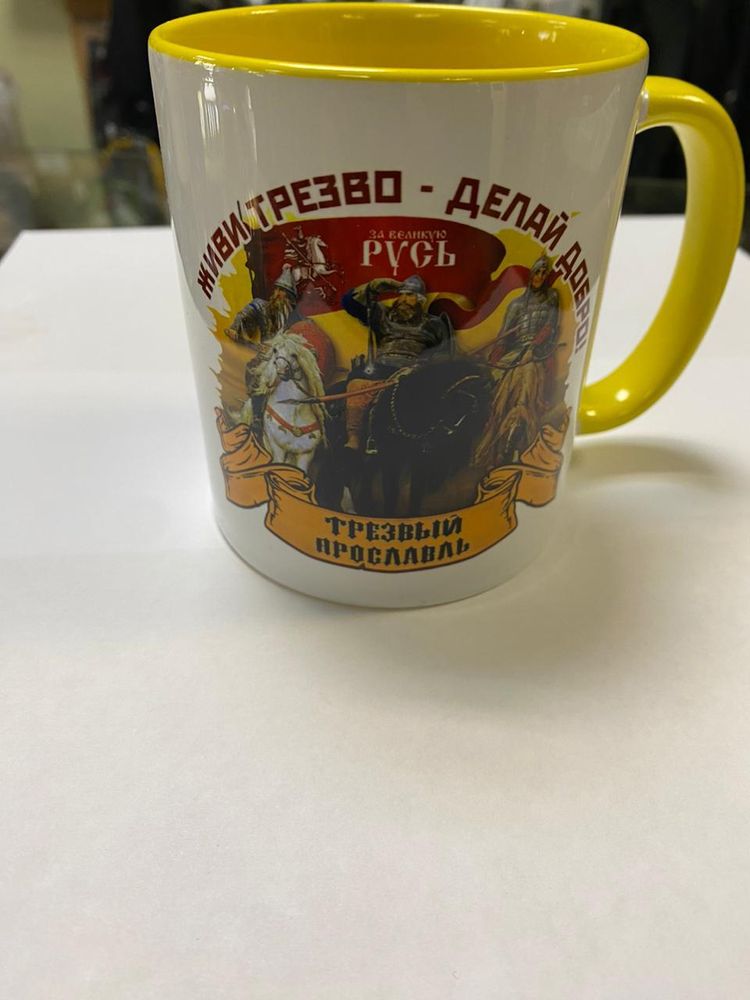 ЖИВИ ТРЕЗВО - ДЕЛАЙ ДОБРО!
ЗА ВЕЛИКУЮ
РУСЬ
ТРЕЗВЫЙ
ЯРОСЛАВЛЬ